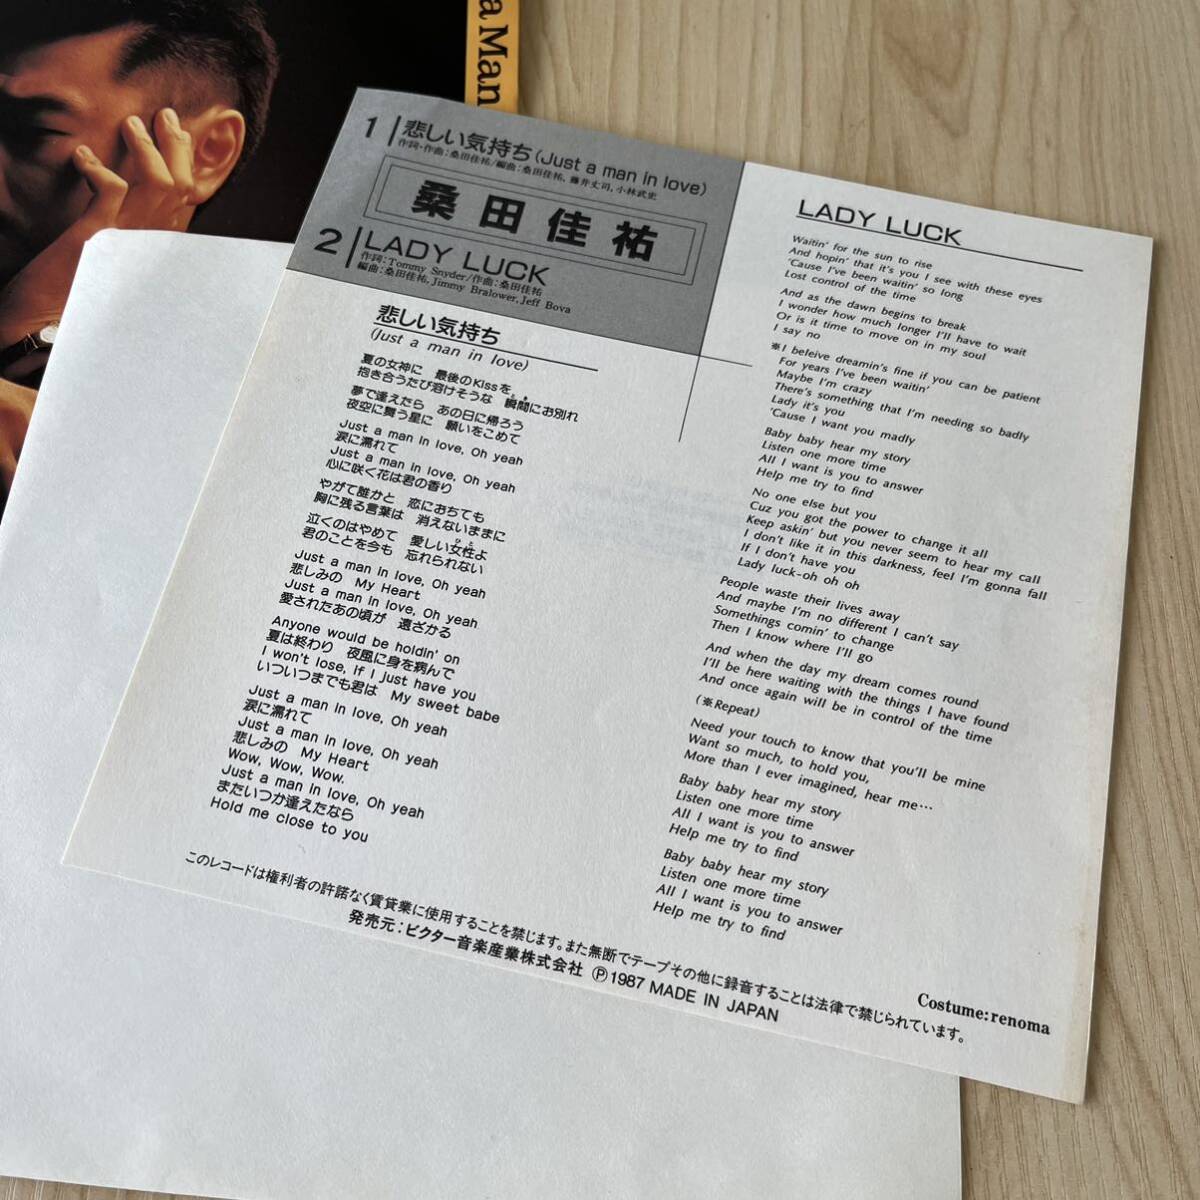 a Man
1
悲しい気持ち(Just a man in love)
作詞・作曲:桑田佳祐/編曲:桑田佳祐, 藤井丈司, 小林武史
桑田佳祐
2
LADY LUCK
作詞:Tommy Snyder/作曲:桑田佳祐
編曲:桑田佳祐, Jimmy Bralower, Jeff Bova
悲しい気持ち
(Just a man in love)
夏の女神に 最後のKissを
抱き合うたび溶けそうな 瞬間にお別れ
夢で逢えたら あの日に帰ろう
夜空に舞う星に 願いをこめて
Just a man in love, Oh yeah
涙に濡れて
Just a man in love, Oh yeah
心に咲く花は君の香り
やがて誰かと 恋におちても
胸に残る言葉は 消えないままに
泣くのはやめて 愛しい女性よ
君のことを今も 忘れられない
Just a man in love, Oh yeah
悲しみの My Heart
Just a man in love, Oh yeah
愛されたあの頃が 遠ざかる
Anyone would be holdin' on
夏は終わり 夜風に身を病んで
I won't lose, If I just have you
いついつまでも君は My sweet babe
Just a man in love, Oh yeah
涙に濡れて
Just a man in love, Oh yeah
悲しみの My Heart
Wow, Wow, Wow.
Just a man in love, Oh yeah
またいつか逢えたなら
Hold me close to you
LADY LUCK
Waitin' for the sun to rise
And hopin' that it's you I see with these eyes
'Cause I've been waitin' so long
Lost control of the time
And as the dawn begins to break
I wonder how much longer I'll have to wait
Or is it time to move on in my soul
I say no
※I beleive dreamin's fine if you can be patient
For years I've been waitin'
Maybe I'm crazy
There's something that I'm needing so badly
Lady it's you
'Cause I want you madly
Baby baby hear my story
Listen one more time
All I want is you to answer
Help me try to find
No one else but you
Cuz you got the power to change it all
Keep askin' but you never seem to hear my call
I don't like it in this darkness, feel I'm gonna fall
If I don't have you
Lady luck-oh oh oh
People waste their lives away
And maybe I'm no different I can't say
Somethings comin' to change
Then I know where I'll go
And when the day my dream comes round
I'll be here waiting with the things I have found
And once again will be in control of the time
(※Repeat)
Need your touch to know that you'll be mine
Want so much, to hold you,
More than I ever imagined, hear me…
Baby baby hear my story
Listen one more time
All I want is you to answer
Help me try to find
Baby baby hear my story
Listen one more time
All I want is you to answer
Help me try to find
Costume:renoma
このレコードは権利者の許諾なく賃貸業に使用することを禁じます。また無断でテープその他に録音することは法律で禁じられています。
発売元:ビクター音楽産業株式会社 Ⓟ1987 MADE IN JAPAN